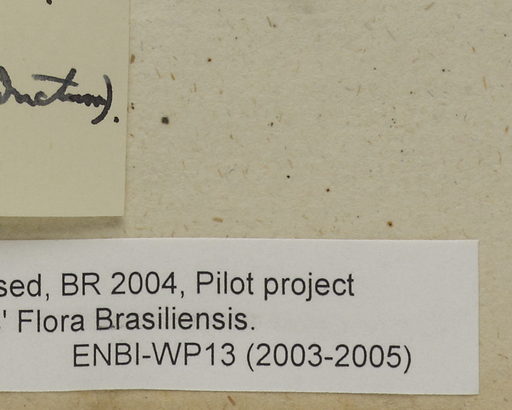 sed, BR 2004, Pilot project
' Flora Brasiliensis.
ENBI-WP13 (2003-2005)